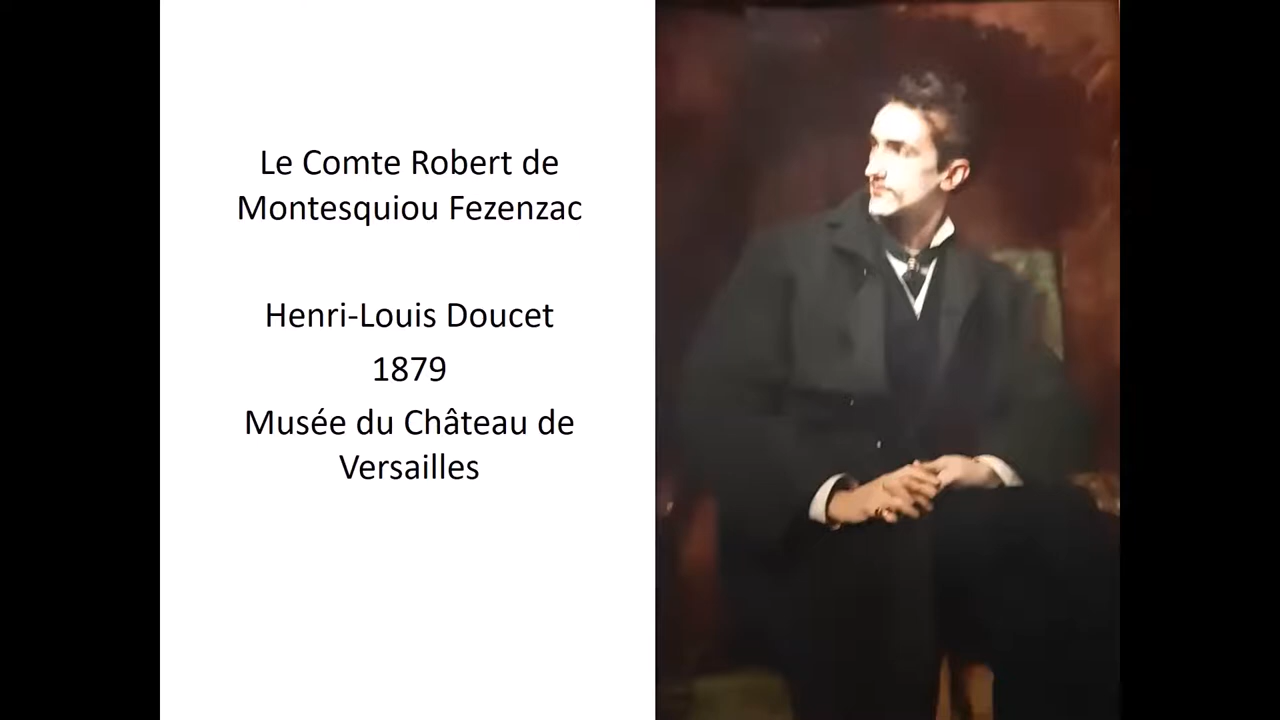 Le Comte Robert de
Montesquiou Fezenzac
Henri-Louis Doucet
1879
Musée du Château de
Versailles